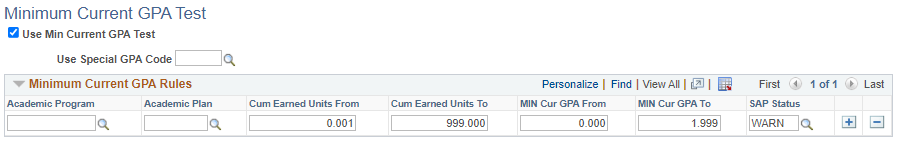 Minimum Current GPA Test
Use Min Current GPA Test
Use Special GPA Code
Minimum Current GPA Rules Personalize | Find | View All | | First 1 of 1 Last
Academic Program Academic Plan Cum Earned Units From Cum Earned Units To MIN Cur GPA From MIN Cur GPA To SAP Status
0.001 999.000 0.000 1.999 WARN